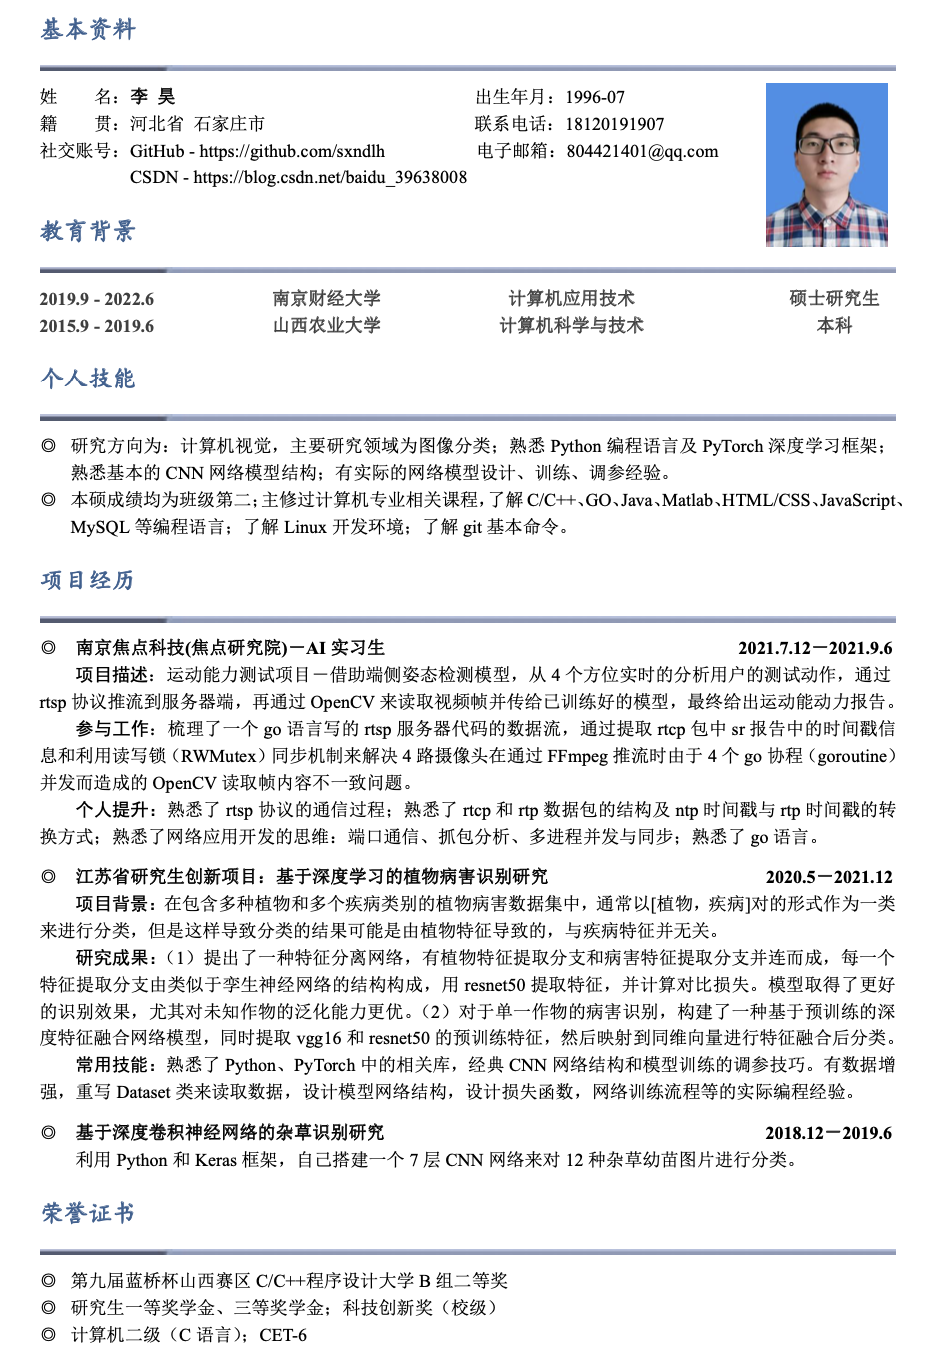 基本资料
姓 名：李 昊 出生年月：1996-07
籍 贯：河北省 石家庄市 联系电话：18120191907
社交账号：GitHub - https://github.com/sxndlh 电子邮箱：804421401@qq.com
CSDN - https://blog.csdn.net/baidu_39638008
教育背景
2019.9 - 2022.6 南京财经大学 计算机应用技术 硕士研究生
2015.9 - 2019.6 山西农业大学 计算机科学与技术 本科
个人技能
◎ 研究方向为：计算机视觉，主要研究领域为图像分类；熟悉 Python 编程语言及 PyTorch 深度学习框架；
熟悉基本的 CNN 网络模型结构；有实际的网络模型设计、训练、调参经验。
◎ 本硕成绩均为班级第二；主修过计算机专业相关课程，了解 C/C++、GO、Java、Matlab、HTML/CSS、JavaScript、
MySQL 等编程语言；了解 Linux 开发环境；了解 git 基本命令。
项目经历
◎ 南京焦点科技(焦点研究院)－AI 实习生 2021.7.12－2021.9.6
项目描述：运动能力测试项目－借助端侧姿态检测模型，从 4 个方位实时的分析用户的测试动作，通过
rtsp 协议推流到服务器端，再通过 OpenCV 来读取视频帧并传给已训练好的模型，最终给出运动能动力报告。
参与工作：梳理了一个 go 语言写的 rtsp 服务器代码的数据流，通过提取 rtcp 包中 sr 报告中的时间戳信
息和利用读写锁（RWMutex）同步机制来解决 4 路摄像头在通过 FFmpeg 推流时由于 4 个 go 协程（goroutine）
并发而造成的 OpenCV 读取帧内容不一致问题。
个人提升：熟悉了 rtsp 协议的通信过程；熟悉了 rtcp 和 rtp 数据包的结构及 ntp 时间戳与 rtp 时间戳的转
换方式；熟悉了网络应用开发的思维：端口通信、抓包分析、多进程并发与同步；熟悉了 go 语言。
◎ 江苏省研究生创新项目：基于深度学习的植物病害识别研究 2020.5－2021.12
项目背景：在包含多种植物和多个疾病类别的植物病害数据集中，通常以[植物，疾病]对的形式作为一类
来进行分类，但是这样导致分类的结果可能是由植物特征导致的，与疾病特征并无关。
研究成果：（1）提出了一种特征分离网络，有植物特征提取分支和病害特征提取分支并连而成，每一个
特征提取分支由类似于孪生神经网络的结构构成，用 resnet50 提取特征，并计算对比损失。模型取得了更好
的识别效果，尤其对未知作物的泛化能力更优。（2）对于单一作物的病害识别，构建了一种基于预训练的深
度特征融合网络模型，同时提取 vgg16 和 resnet50 的预训练特征，然后映射到同维向量进行特征融合后分类。
常用技能：熟悉了 Python、PyTorch 中的相关库，经典 CNN 网络结构和模型训练的调参技巧。有数据增
强，重写 Dataset 类来读取数据，设计模型网络结构，设计损失函数，网络训练流程等的实际编程经验。
◎ 基于深度卷积神经网络的杂草识别研究 2018.12－2019.6
利用 Python 和 Keras 框架，自己搭建一个 7 层 CNN 网络来对 12 种杂草幼苗图片进行分类。
荣誉证书
◎ 第九届蓝桥杯山西赛区 C/C++程序设计大学 B 组二等奖
◎ 研究生一等奖学金、三等奖学金；科技创新奖（校级）
◎ 计算机二级（C 语言）；CET-6